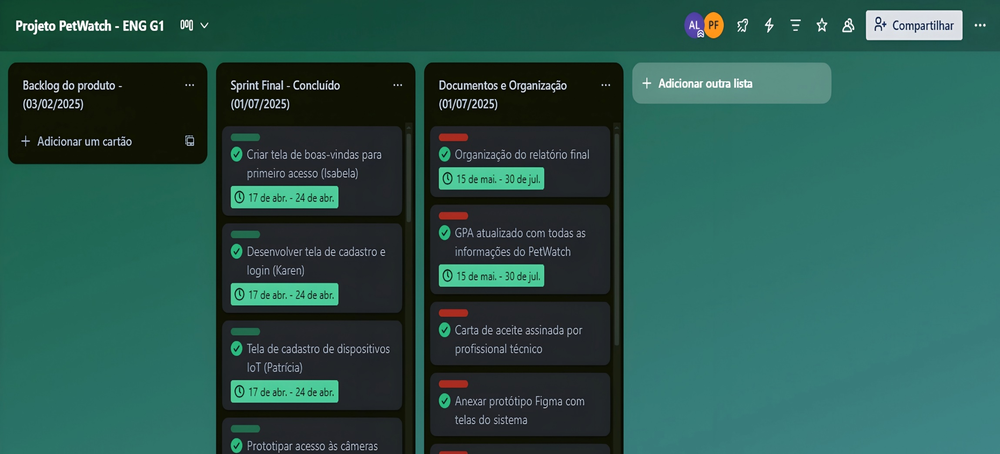 Projeto PetWatch - ENG G1
AL
PF
Compartilhar
Backlog do produto -
(03/02/2025)
Adicionar um cartão
Sprint Final - Concluído
(01/07/2025)
Criar tela de boas-vindas para
primeiro acesso (Isabela)
17 de abr. - 24 de abr.
Desenvolver tela de cadastro e
login (Karen)
17 de abr. - 24 de abr.
Tela de cadastro de dispositivos
IoT (Patrícia)
17 de abr. - 24 de abr.
Prototipar acesso às câmeras
Documentos e Organização
(01/07/2025)
Organização do relatório final
15 de mai. - 30 de jul.
GPA atualizado com todas as
informações do PetWatch
15 de mai. - 30 de jul.
Carta de aceite assinada por
profissional técnico
Anexar protótipo Figma com
telas do sistema
Adicionar outra lista